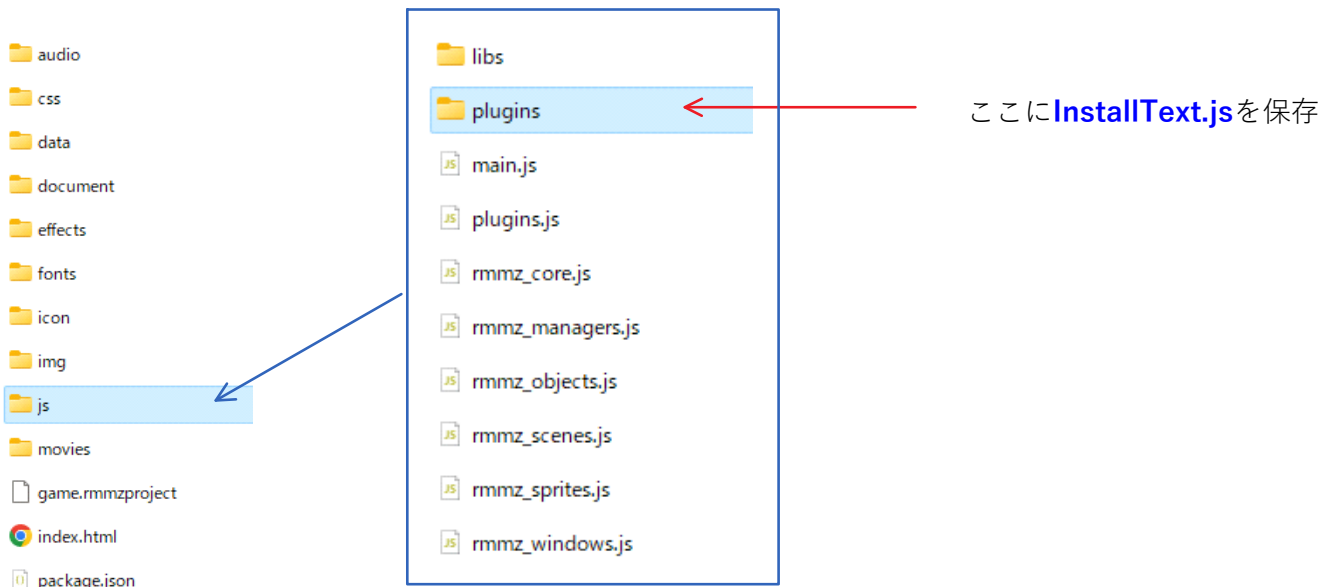 audio
css
data
document
effects
fonts
icon
img
js
movies
game.rmmzproject
index.html
package.json
libs
plugins
main.js
plugins.js
rmmz_core.js
rmmz_managers.js
rmmz_objects.js
rmmz_scenes.js
rmmz_sprites.js
rmmz_windows.js
ここにInstallText.jsを保存